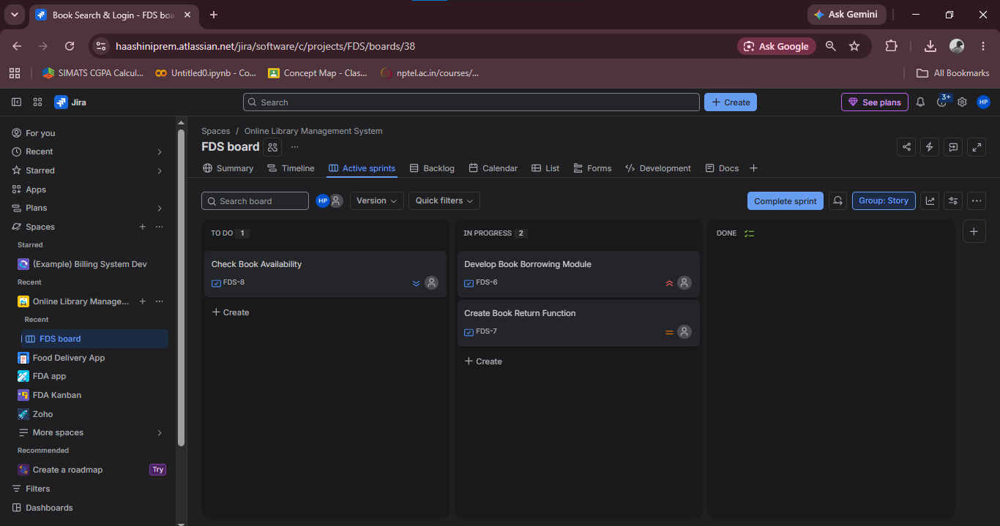 Book Search & Login - FDS boa
Ask Gemini
haashiniprem.atlassian.net/jira/software/c/projects/FDS/boards/38
Ask Google
SIMATS CGPA Calcul...
Untitled0.ipynb - Co...
Concept Map - Clas...
nptel.ac.in/courses/...
All Bookmarks
Jira
Search
Create
See plans
3+
HP
For you
Recent
Starred
Apps
Plans
Spaces
Starred
(Example) Billing System Dev
Recent
Online Library Manage...
Recent
FDS board
Food Delivery App
FDA app
FDA Kanban
Zoho
More spaces
Recommended
Create a roadmap
Try
Filters
Dashboards
Spaces / Online Library Management System
FDS board
Summary
Timeline
Active sprints
Backlog
Calendar
List
Forms
Development
Docs
Search board
HP
Version
Quick filters
Complete sprint
Group: Story
TO DO 1
Check Book Availability
FDS-8
Create
IN PROGRESS 2
Develop Book Borrowing Module
FDS-6
Create Book Return Function
FDS-7
Create
DONE